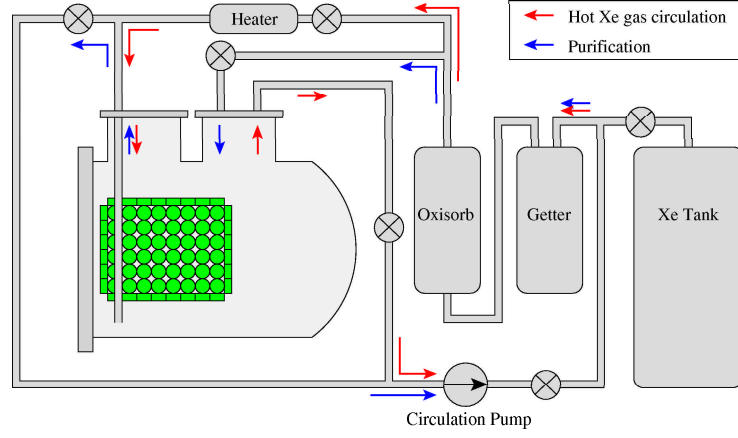 Heater
Hot Xe gas circulation
Purification
Oxisorb
Getter
Xe Tank
Circulation Pump